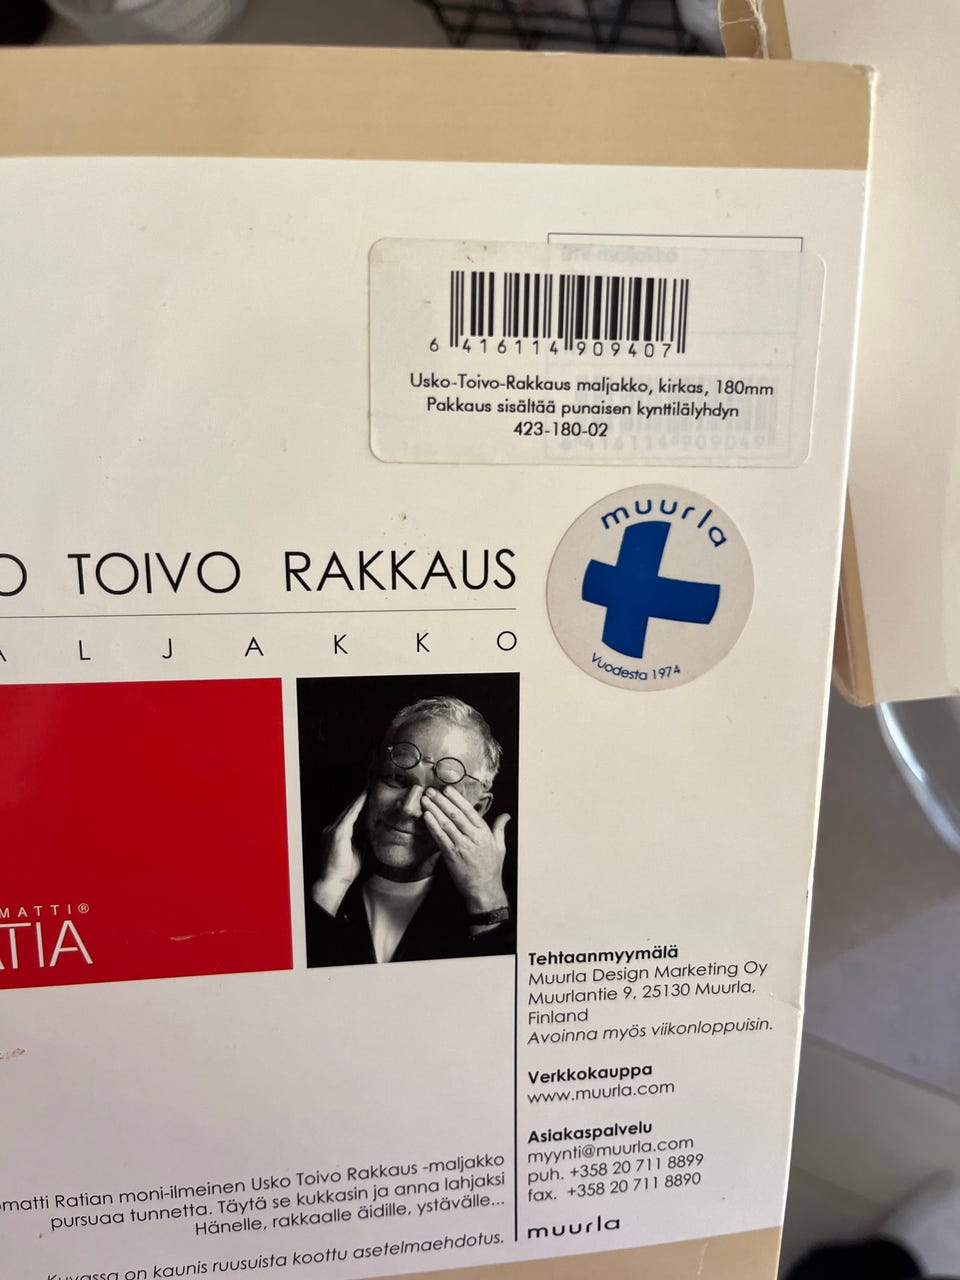 6 416114 909407
Usko-Toivo-Rakkaus maljakko, kirkas, 180mm
Pakkaus sisältää punaisen kynttilälyhdyn
423-180-02
muurla
Vuodesta 1974
O TOIVO RAKKAUS
A L J A K K O
MATTI®
ATIA
Tehtaanmyymälä
Muurla Design Marketing Oy
Muurlantie 9, 25130 Muurla,
Finland
Avoinna myös viikonloppuisin.
Verkkokauppa
www.muurla.com
Asiakaspalvelu
myynti@muurla.com
puh. +358 20 711 8899
fax. +358 20 711 8890
muurla
omatti Ratian moni-ilmeinen Usko Toivo Rakkaus -maljakko
pursuaa tunnetta. Täytä se kukkasin ja anna lahjaksi
Hänelle, rakkaalle äidille, ystävälle...
Kuvassa on kaunis ruusuista koottu asetelmaehdotus.